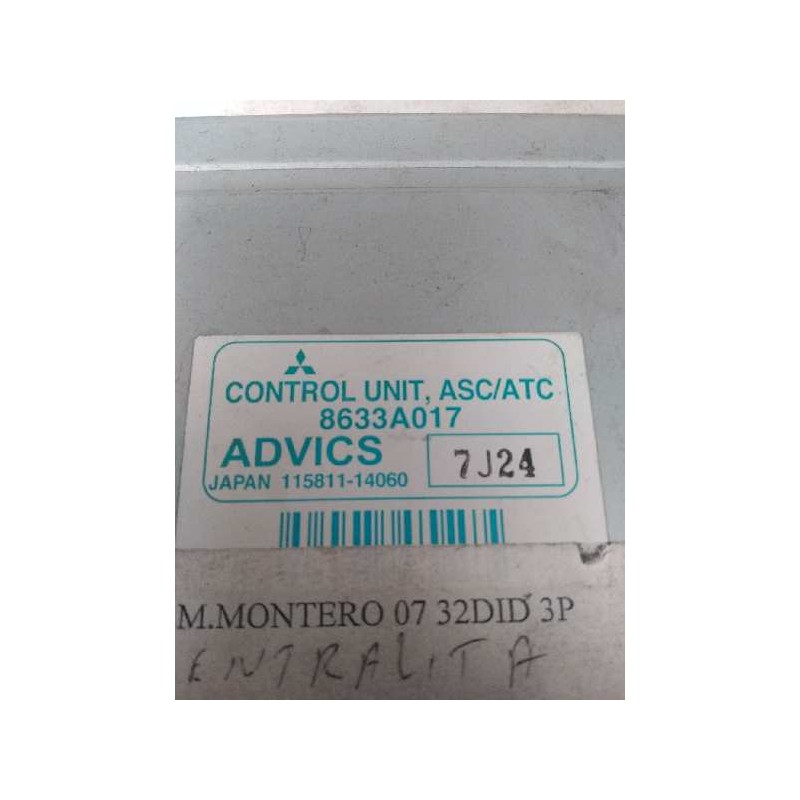 CONTROL UNIT, ASC/ATC
8633A017
ADVICS 7J24
JAPAN 115811-14060
M.MONTERO 07 32DID 3P
ENTRALITA